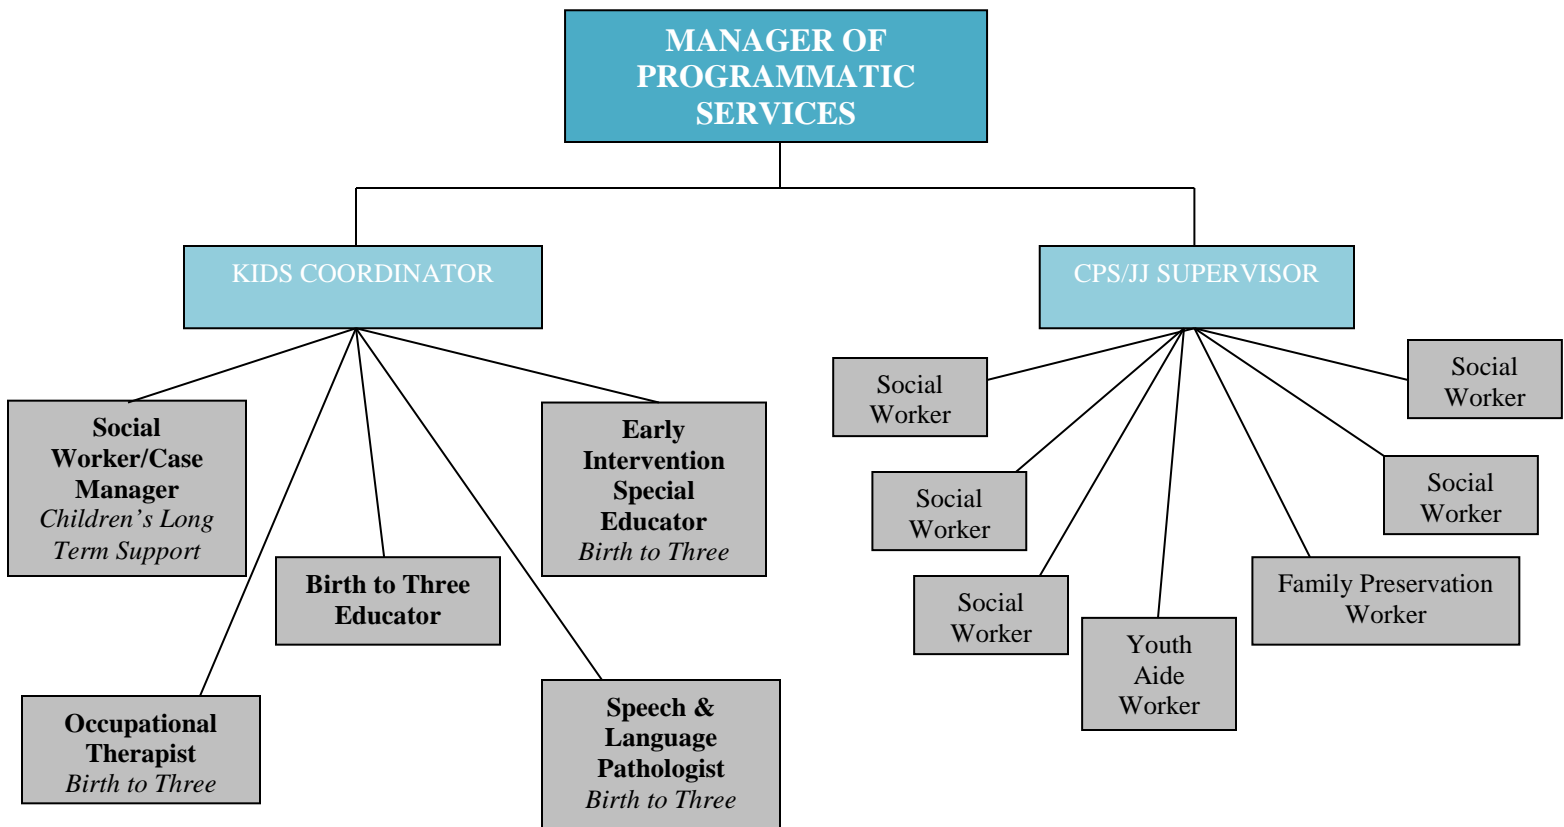 MANAGER OF
PROGRAMMATIC
SERVICES
KIDS COORDINATOR
CPS/JJ SUPERVISOR
Social
Worker/Case
Manager
Children’s Long
Term Support
Early
Intervention
Special
Educator
Birth to Three
Birth to Three
Educator
Occupational
Therapist
Birth to Three
Speech &
Language
Pathologist
Birth to Three
Social
Worker
Social
Worker
Social
Worker
Youth
Aide
Worker
Family Preservation
Worker
Social
Worker
Social
Worker